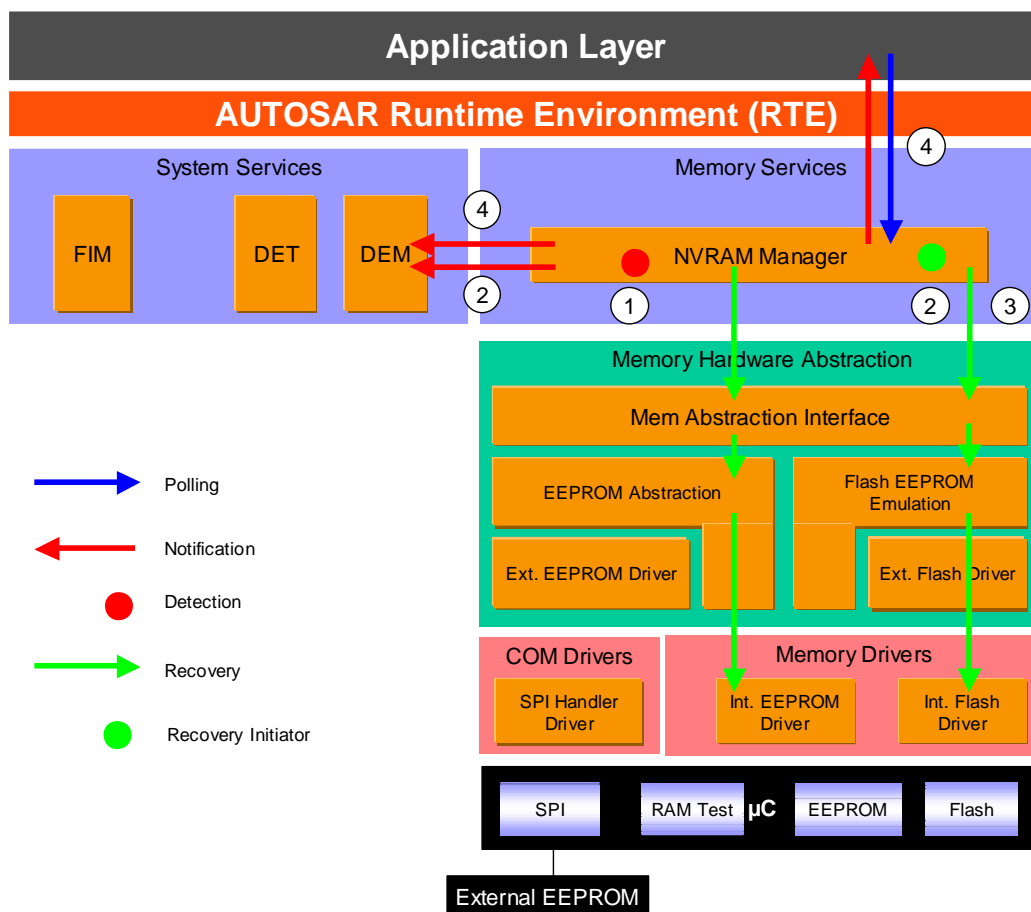 Application Layer
AUTOSAR Runtime Environment (RTE)
System Services
Memory Services
4
4
FIM
DET
DEM
NVRAM Manager
2
1
2
3
Memory Hardware Abstraction
Mem Abstraction Interface
EEPROM Abstraction
Flash EEPROM
Emulation
Ext. EEPROM Driver
Ext. Flash Driver
Polling
Notification
Detection
Recovery
Recovery Initiator
COM Drivers
Memory Drivers
SPI Handler
Driver
Int. EEPROM
Driver
Int. Flash
Driver
SPI
RAM Test
µC
EEPROM
Flash
External EEPROM